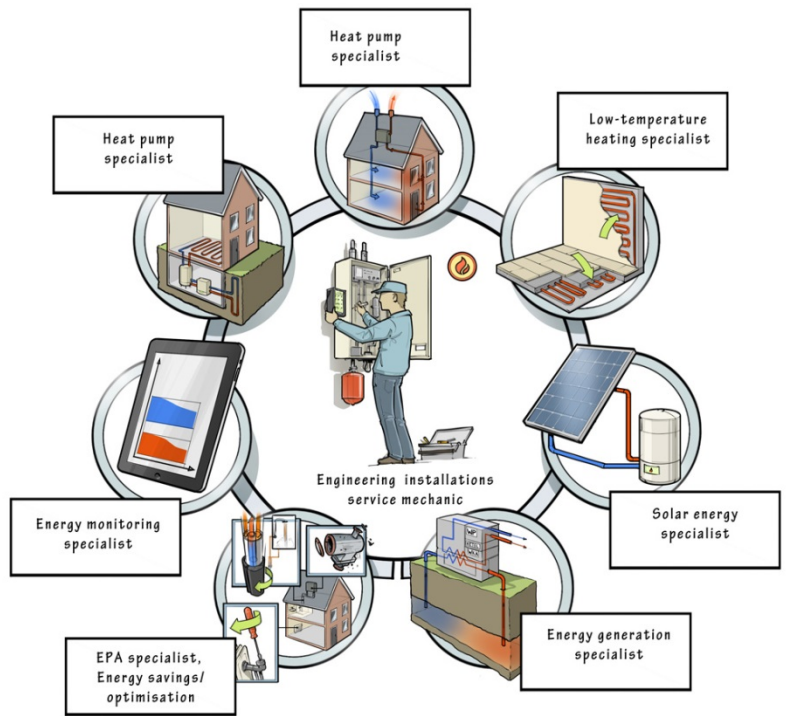 Heat pump
specialist
Heat pump
specialist
Low-temperature
heating specialist
Engineering installations
service mechanic
Energy monitoring
specialist
Solar energy
specialist
EPA specialist,
Energy savings/
optimisation
Energy generation
specialist